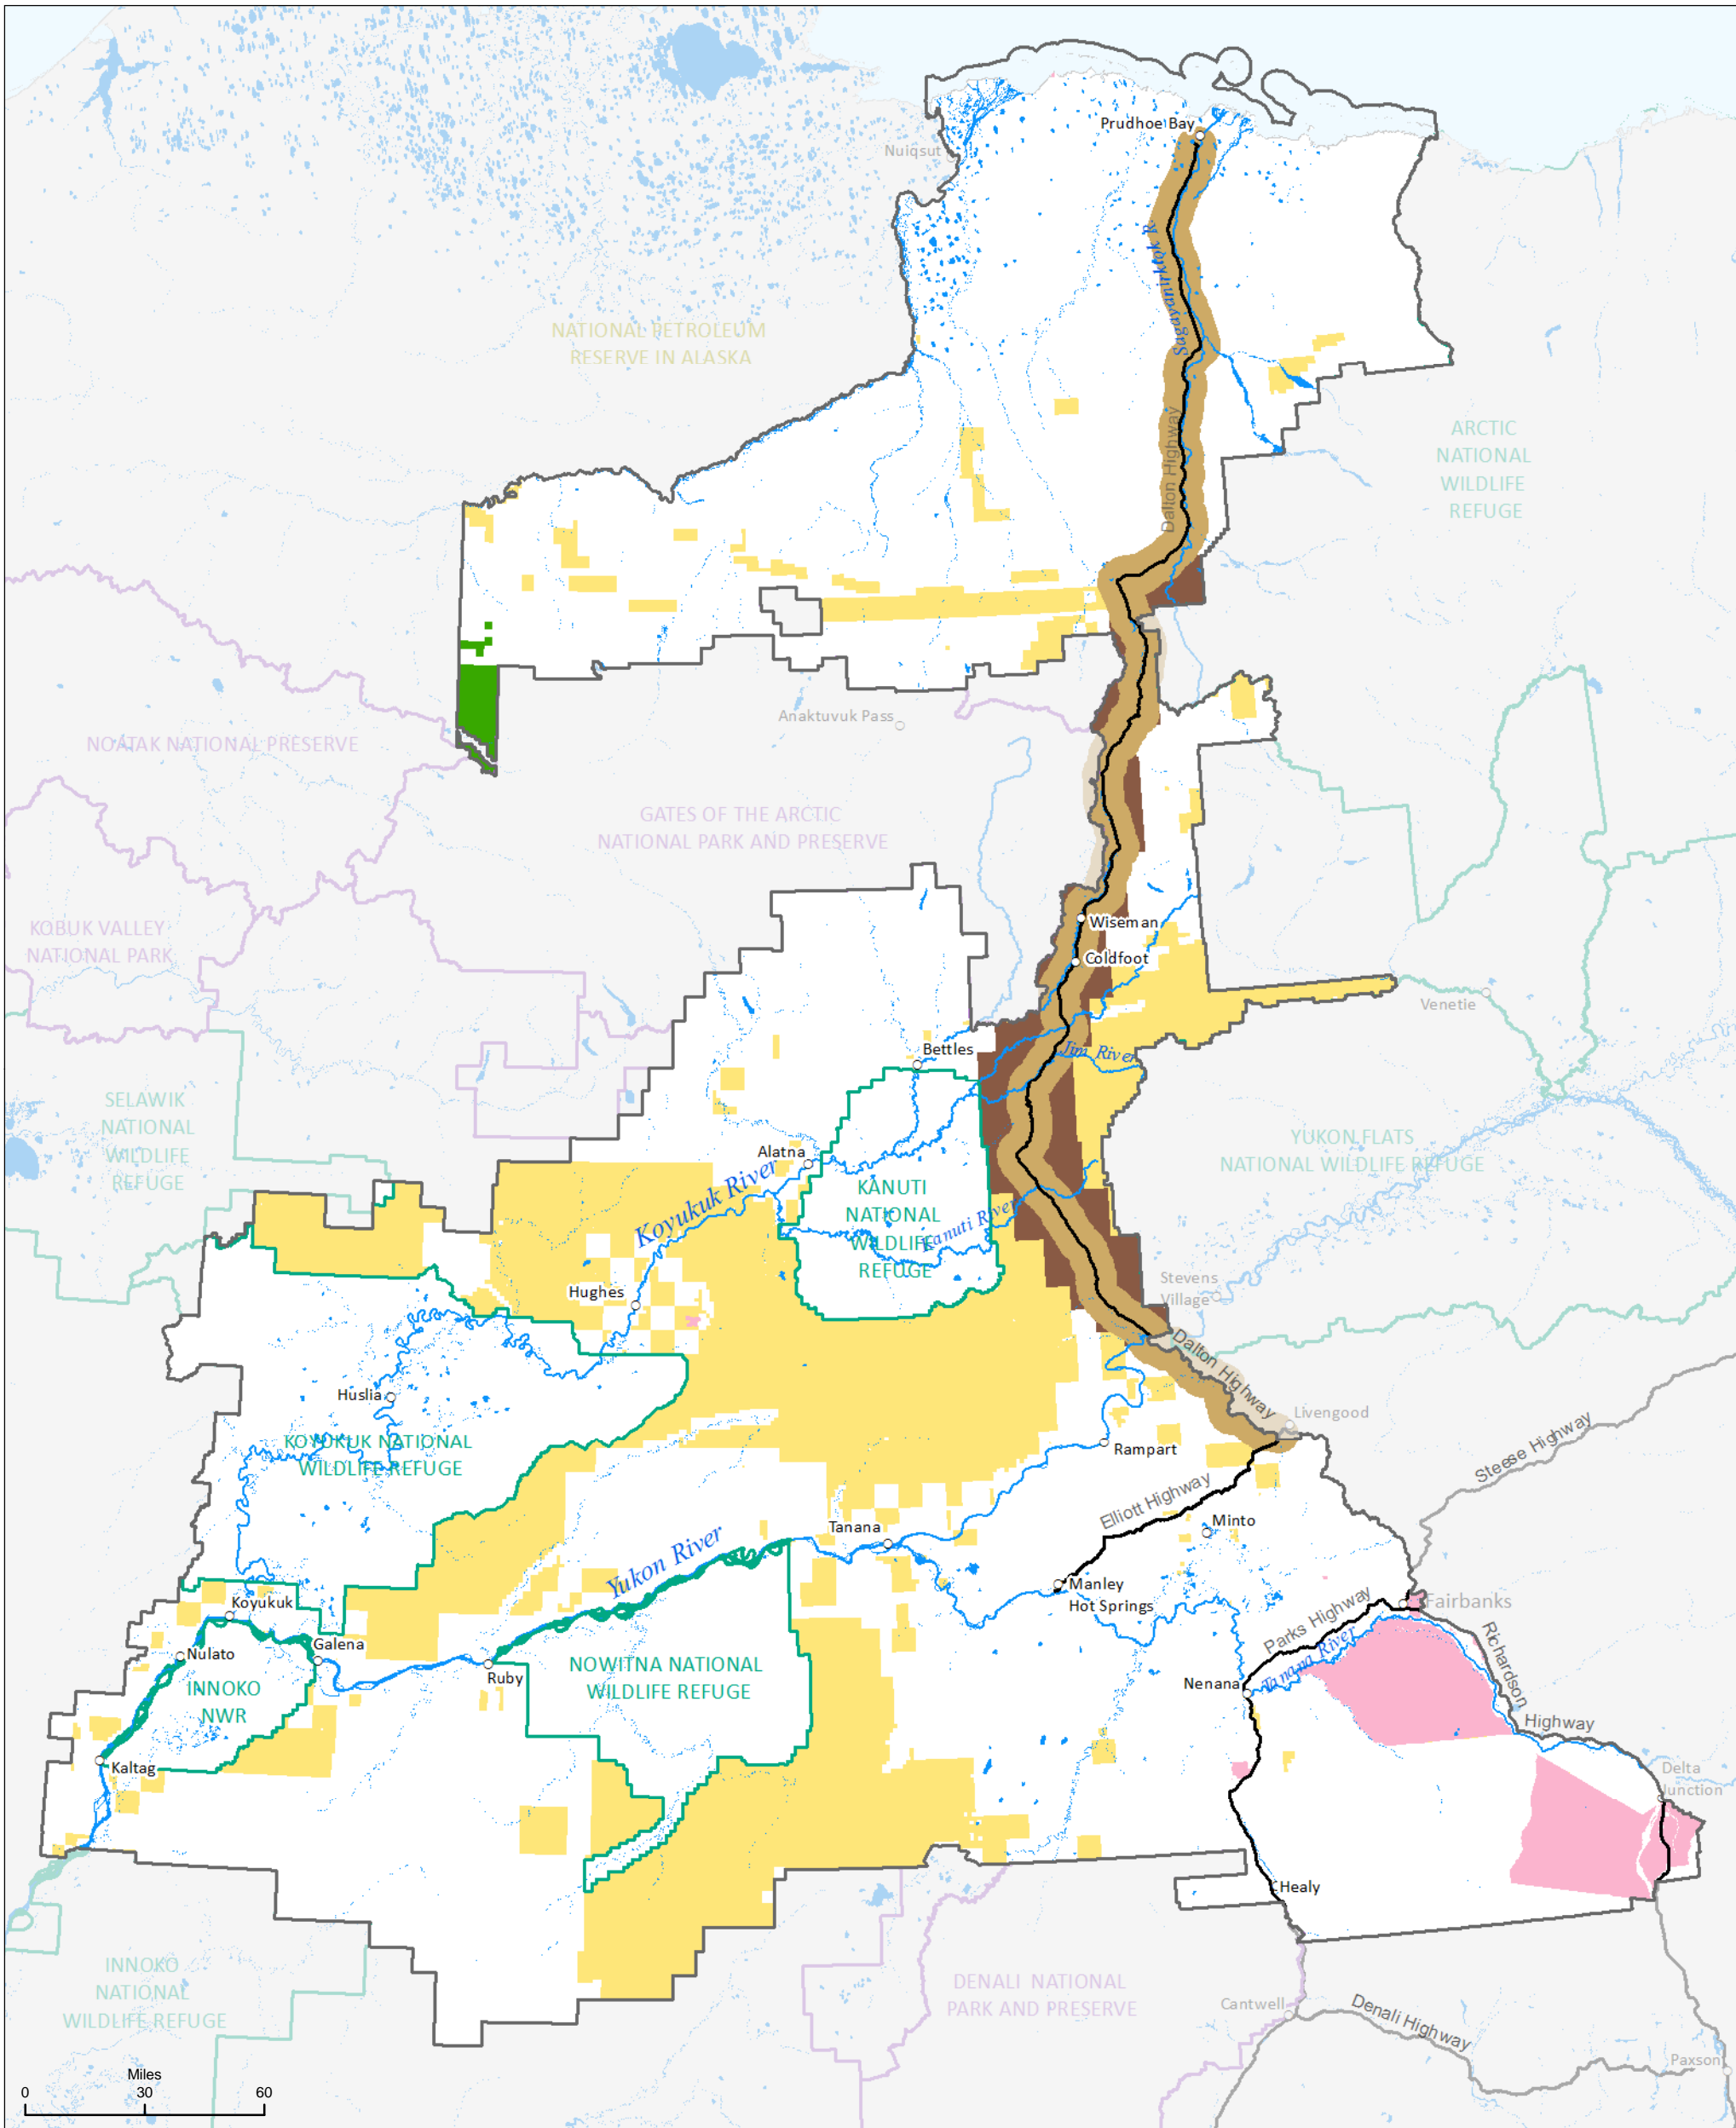 Prudhoe Bay
Nuiqsut
Sagavanirktok R.
NATIONAL PETROLEUM
RESERVE IN ALASKA
ARCTIC
NATIONAL
WILDLIFE
REFUGE
Dalton Highway
Anaktuvuk Pass
NOATAK NATIONAL PRESERVE
GATES OF THE ARCTIC
NATIONAL PARK AND PRESERVE
KOBUK VALLEY
NATIONAL PARK
Wiseman
Coldfoot
Venetie
Bettles
Jim River
SELAWIK
NATIONAL
WILDLIFE
REFUGE
YUKON FLATS
NATIONAL WILDLIFE REFUGE
Alatna
Koyukuk River
KANUTI
NATIONAL
WILDLIFE
REFUGE
Kanuti River
Hughes
Stevens
Village
Dalton Highway
Huslia
Livengood
KOYUKUK NATIONAL
WILDLIFE REFUGE
Rampart
Steese Highway
Elliott Highway
Minto
Tanana
Yukon River
Manley
Hot Springs
Koyukuk
Parks Highway
Fairbanks
Galena
Nulato
Ruby
NOWITNA NATIONAL
WILDLIFE REFUGE
INNOKO
NWR
Nenana
Tanana River
Richardson
Highway
Kaltag
Delta
Junction
Healy
INNOKO
NATIONAL
WILDLIFE REFUGE
DENALI NATIONAL
PARK AND PRESERVE
Cantwell
Denali Highway
Paxson
Miles
0 30 60